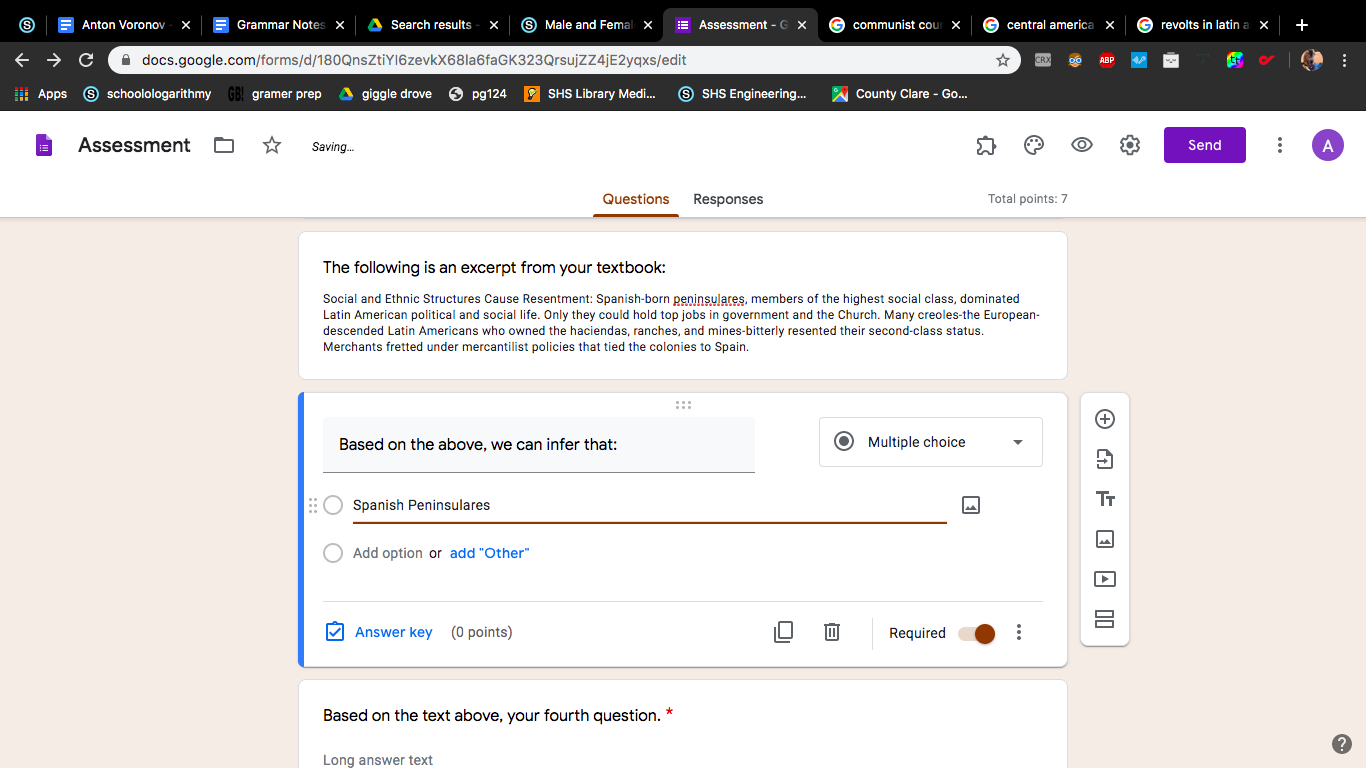 Anton Voronov -
Grammar Notes
Search results -
Male and Femal
Assessment - G
communist cou
central america
revolts in latin a
docs.google.com/forms/d/180QnsZtiYI6zevkX68Ia6faGK323QrsujZZ4jE2yqxs/edit
CRX
ABP
Apps
schoolologarithmy
GB!
gramer prep
giggle drove
pg124
SHS Library Medi...
SHS Engineering...
County Clare - Go...
Assessment
Saving...
Send
A
Questions
Responses
Total points: 7
The following is an excerpt from your textbook:
Social and Ethnic Structures Cause Resentment: Spanish-born peninsulares, members of the highest social class, dominated
Latin American political and social life. Only they could hold top jobs in government and the Church. Many creoles-the European-
descended Latin Americans who owned the haciendas, ranches, and mines-bitterly resented their second-class status.
Merchants fretted under mercantilist policies that tied the colonies to Spain.
Based on the above, we can infer that:
Multiple choice
Spanish Peninsulares
Add option or add "Other"
Answer key (0 points)
Required
Based on the text above, your fourth question. *
Long answer text